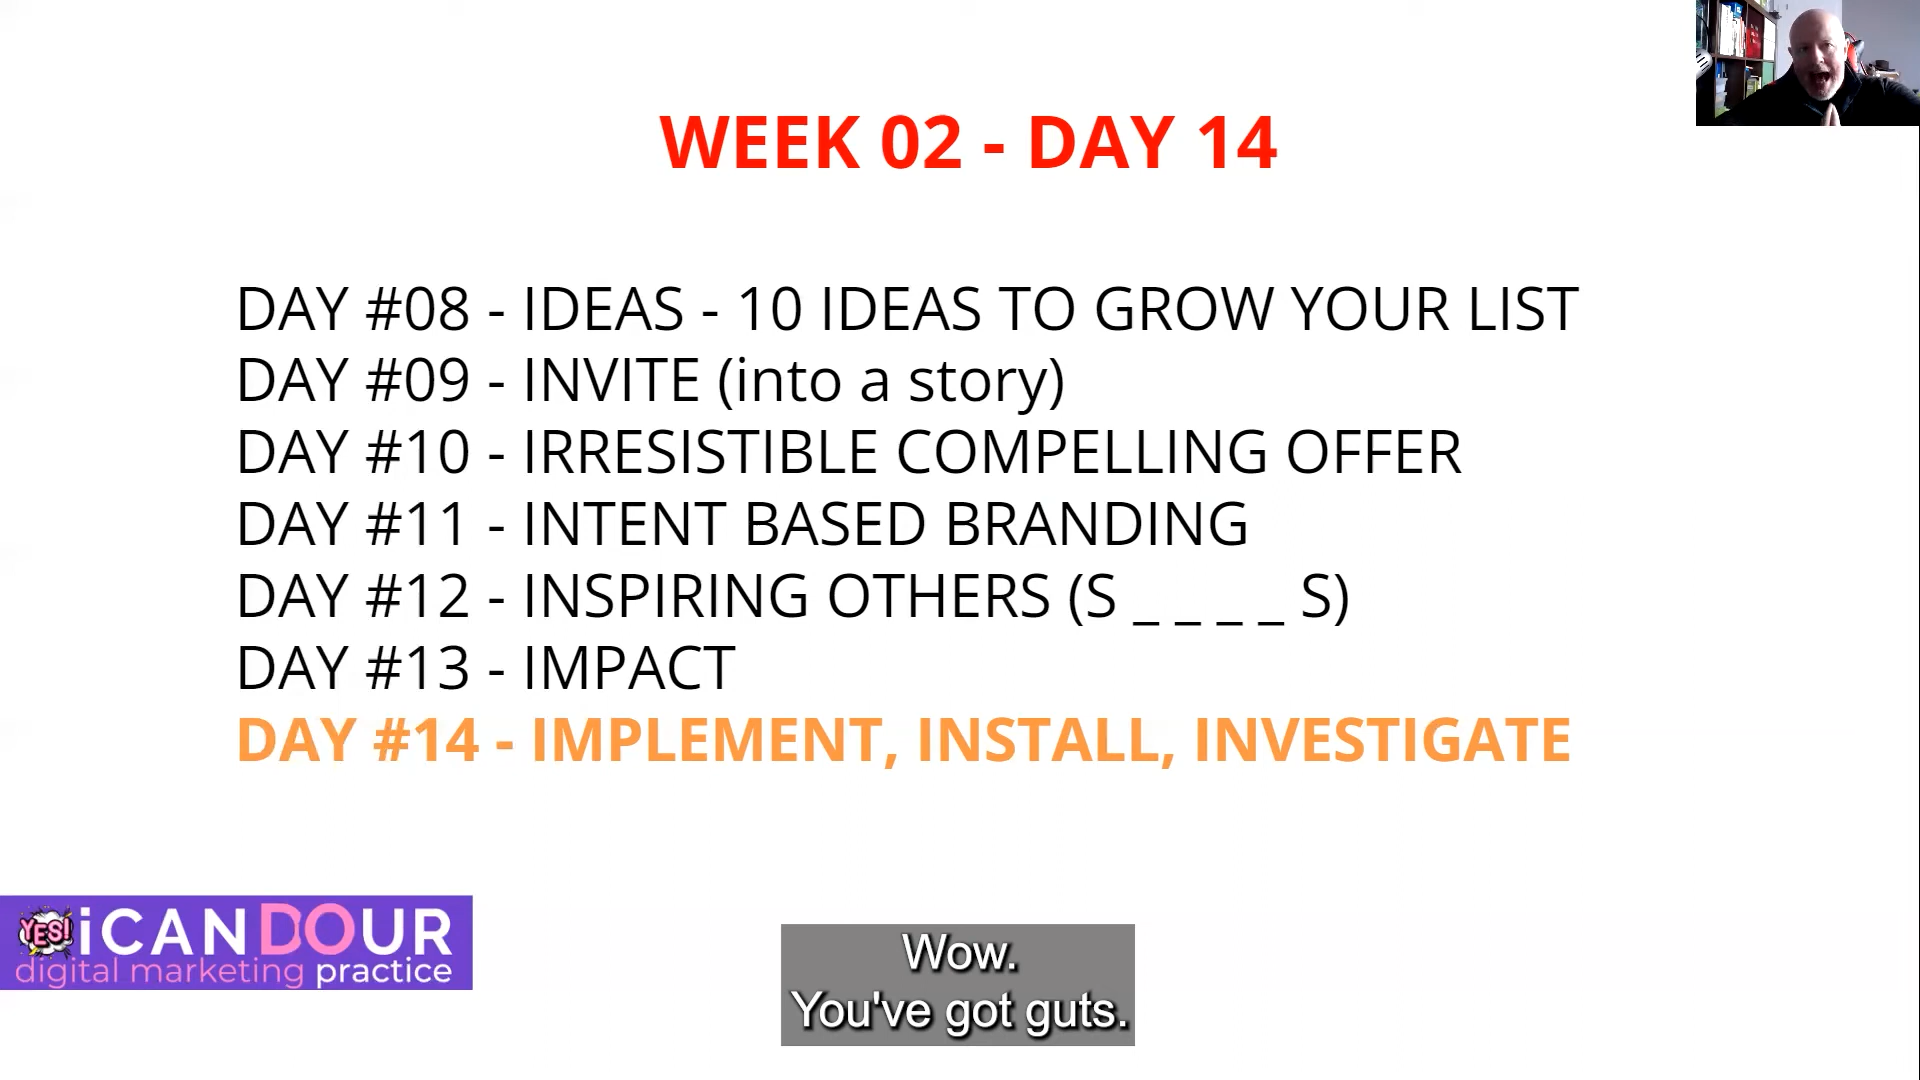 WEEK 02 - DAY 14
DAY #08 - IDEAS - 10 IDEAS TO GROW YOUR LIST
DAY #09 - INVITE (into a story)
DAY #10 - IRRESISTIBLE COMPELLING OFFER
DAY #11 - INTENT BASED BRANDING
DAY #12 - INSPIRING OTHERS (S _ _ _ _ S)
DAY #13 - IMPACT
DAY #14 - IMPLEMENT, INSTALL, INVESTIGATE
YES! iCANDOUR
digital marketing practice
Wow.
You've got guts.